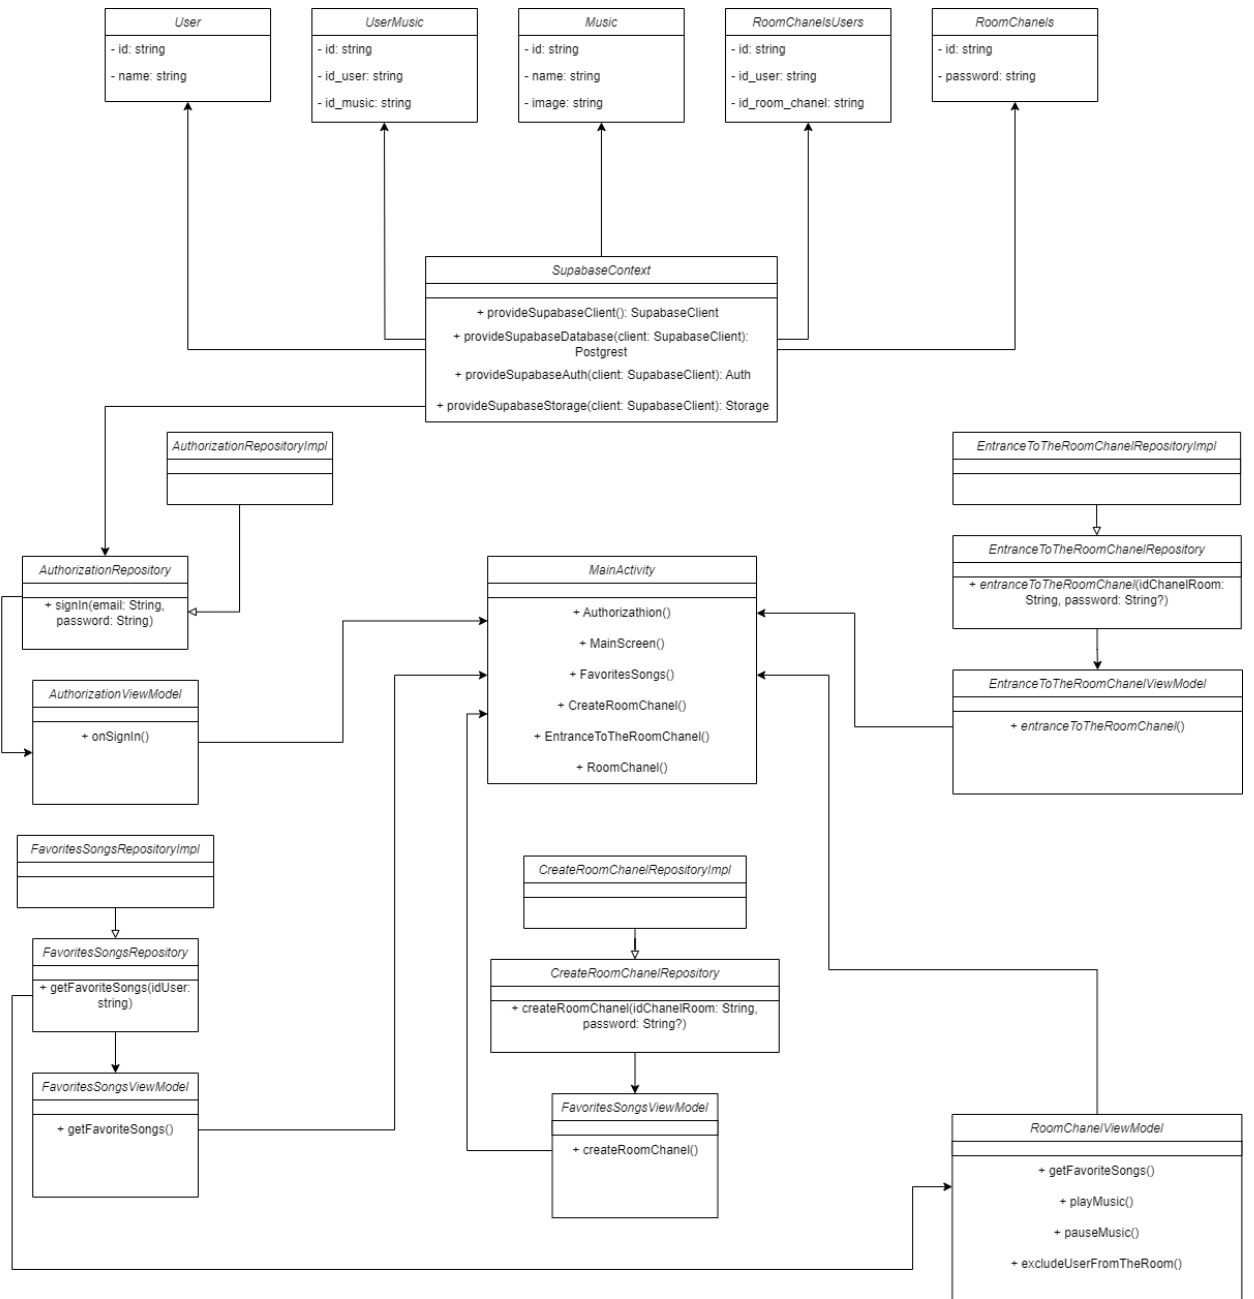 User
- id: string
- name: string
UserMusic
- id: string
- id_user: string
- id_music: string
Music
- id: string
- name: string
- image: string
RoomChanelsUsers
- id: string
- id_user: string
- id_room_chanel: string
RoomChanels
- id: string
- password: string
SupabaseContext
+ provideSupabaseClient(): SupabaseClient
+ provideSupabaseDatabase(client: SupabaseClient):
Postgrest
+ provideSupabaseAuth(client: SupabaseClient): Auth
+ provideSupabaseStorage(client: SupabaseClient): Storage
AuthorizationRepositoryImpl
EntranceToTheRoomChanelRepositoryImpl
AuthorizationRepository
+ signIn(email: String,
password: String)
MainActivity
+ Authorizathion()
+ MainScreen()
+ FavoritesSongs()
+ CreateRoomChanel()
+ EntranceToTheRoomChanel()
+ RoomChanel()
EntranceToTheRoomChanelRepository
+ entranceToTheRoomChanel(idChanelRoom:
String, password: String?)
AuthorizationViewModel
+ onSignIn()
EntranceToTheRoomChanelViewModel
+ entranceToTheRoomChanel()
FavoritesSongsRepositoryImpl
CreateRoomChanelRepositoryImpl
FavoritesSongsRepository
+ getFavoriteSongs(idUser:
string)
CreateRoomChanelRepository
+ createRoomChanel(idChanelRoom: String,
password: String?)
FavoritesSongsViewModel
+ getFavoriteSongs()
FavoritesSongsViewModel
+ createRoomChanel()
RoomChanelViewModel
+ getFavoriteSongs()
+ playMusic()
+ pauseMusic()
+ excludeUserFromTheRoom()